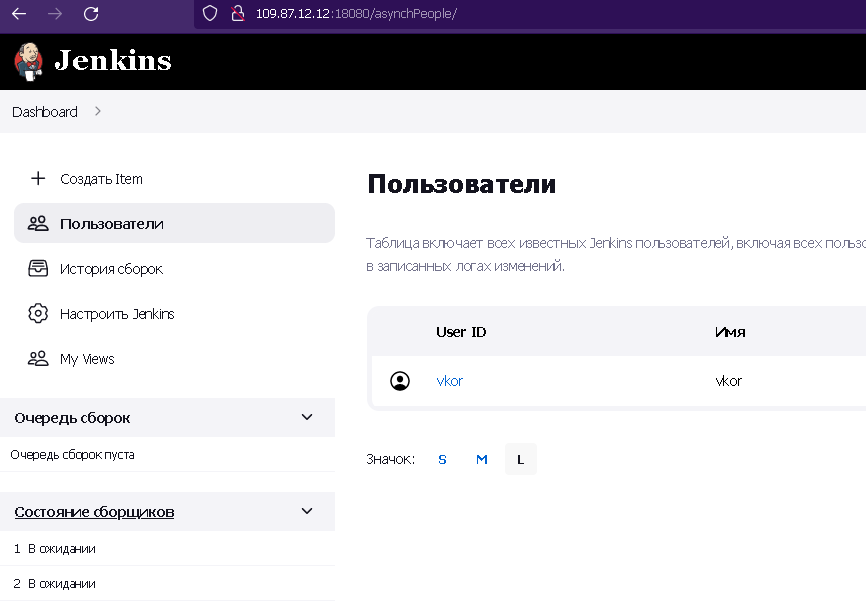 109.87.12.12:18080/asynchPeople/
Jenkins
Dashboard
Создать Item
Пользователи
История сборок
Настроить Jenkins
My Views
Очередь сборок
Очередь сборок пуста
Состояние сборщиков
1 В ожидании
2 В ожидании
Пользователи
Таблица включает всех известных Jenkins пользователей, включая всех
в записанных логах изменений.
User ID Имя
vkor vkor
Значок: S M L